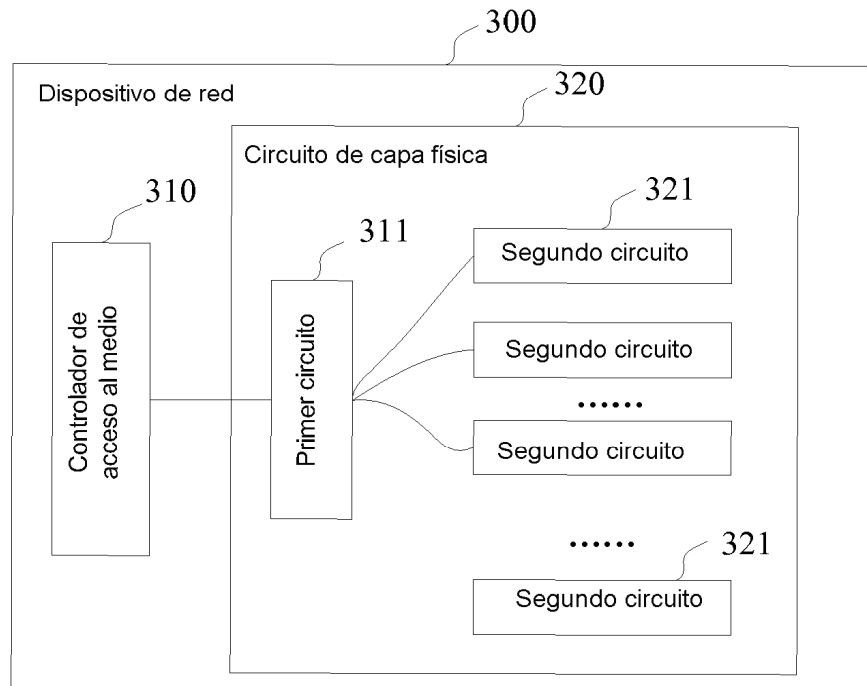 300
Dispositivo de red
320
Circuito de capa física
310
311
321
Segundo circuito
Controlador de
acceso al medio
Primer circuito
Segundo circuito
......
Segundo circuito
......
321
Segundo circuito